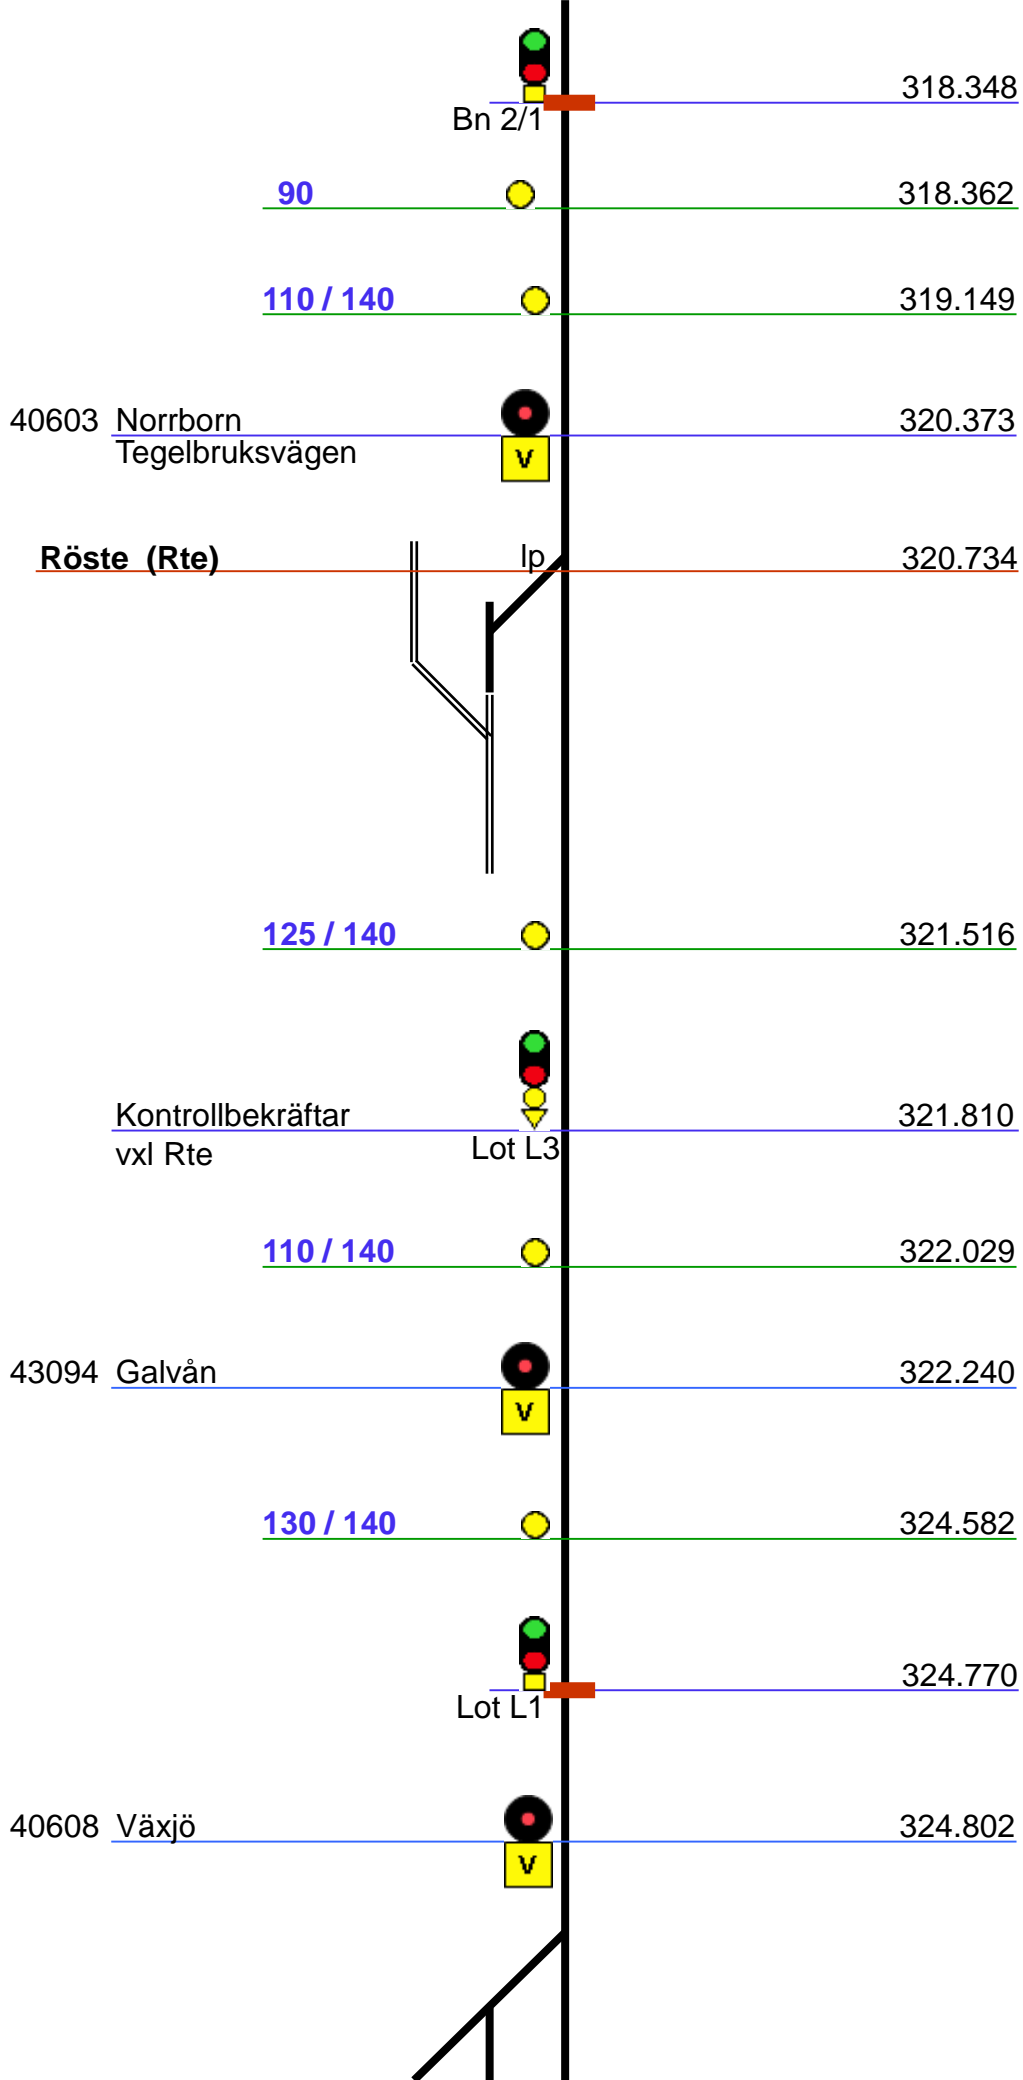 318.348
Bn 2/1
90 318.362
110 / 140 319.149
40603 Norrborn 320.373
Tegelbruksvägen
V
Röste (Rte) lp 320.734
125 / 140 321.516
Kontrollbekräftar 321.810
vxl Rte Lot L3
110 / 140 322.029
43094 Galvån 322.240
V
130 / 140 324.582
324.770
Lot L1
40608 Växjö 324.802
V